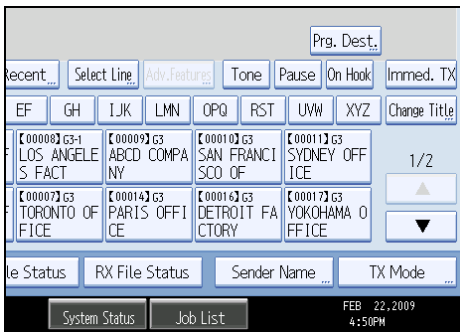 Prg. Dest.
Recent Select Line Adv.Features Tone Pause On Hook Immed. TX
EF GH IJK LMN OPQ RST UVW XYZ Change Title
【00008】G3-1 【00009】G3 【00010】G3 【00011】G3
LOS ANGELE ABCD COMPA SAN FRANCI SYDNEY OFF
S FACT NY SCO OF ICE
1/2
【00007】G3 【00014】G3 【00016】G3 【00017】G3
TORONTO OF PARIS OFFI DETROIT FA YOKOHAMA O
FFICE CE CTORY FFICE
le Status RX File Status Sender Name TX Mode
System Status Job List FEB 22,2009
4:50PM